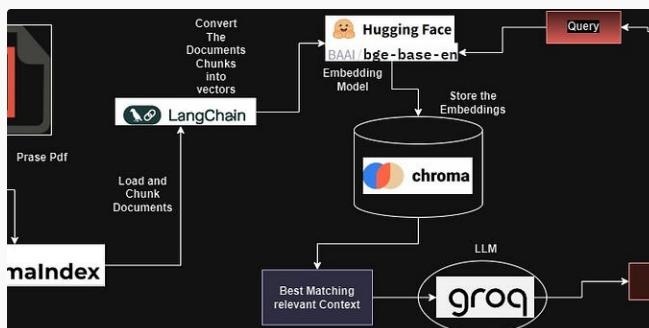 Convert
The
Documents
Chunks
into
vectors
Hugging Face
BAAI/bge-base-en
Query
Embedding
Model
Store the
Embeddings
LangChain
Prase Pdf
Load and
Chunk
Documents
chroma
maIndex
LLM
Best Matching
relevant Context
groq